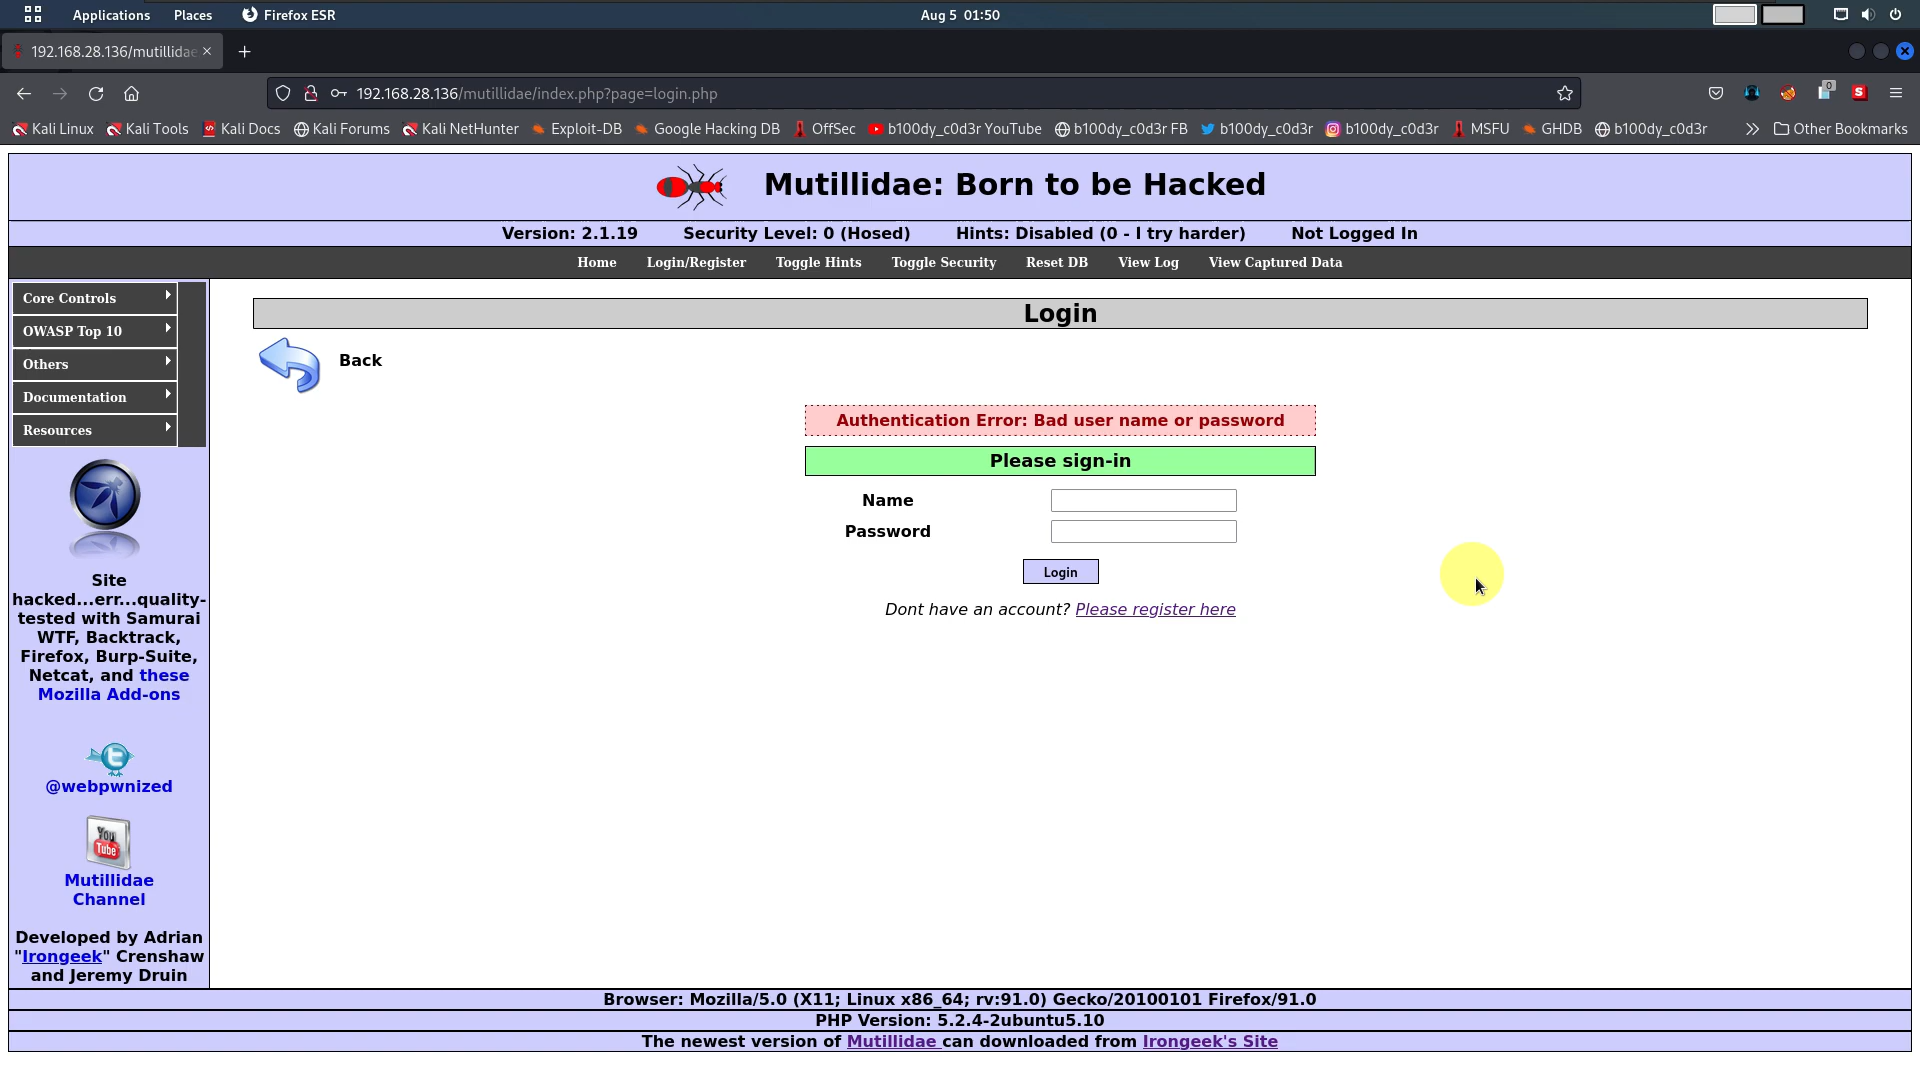 Applications Places Firefox ESR Aug 5 01:50
192.168.28.136/mutillidae
192.168.28.136/mutillidae/index.php?page=login.php 0 S
Kali Linux Kali Tools Kali Docs Kali Forums Kali NetHunter Exploit-DB Google Hacking DB OffSec b100dy_c0d3r YouTube b100dy_c0d3r FB b100dy_c0d3r b100dy_c0d3r MSFU GHDB b100dy_c0d3r Other Bookmarks
Mutillidae: Born to be Hacked
Version: 2.1.19 Security Level: 0 (Hosed) Hints: Disabled (0 - I try harder) Not Logged In
Home Login/Register Toggle Hints Toggle Security Reset DB View Log View Captured Data
Core Controls
OWASP Top 10
Others
Documentation
Resources
Site
hacked...err...quality-
tested with Samurai
WTF, Backtrack,
Firefox, Burp-Suite,
Netcat, and these
Mozilla Add-ons
@webpwnized
You
Tube
Mutillidae
Channel
Developed by Adrian
"Irongeek" Crenshaw
and Jeremy Druin
Login
Back
Authentication Error: Bad user name or password
Please sign-in
Name
Password
Login
Dont have an account? Please register here
Browser: Mozilla/5.0 (X11; Linux x86_64; rv:91.0) Gecko/20100101 Firefox/91.0
PHP Version: 5.2.4-2ubuntu5.10
The newest version of Mutillidae can downloaded from Irongeek's Site